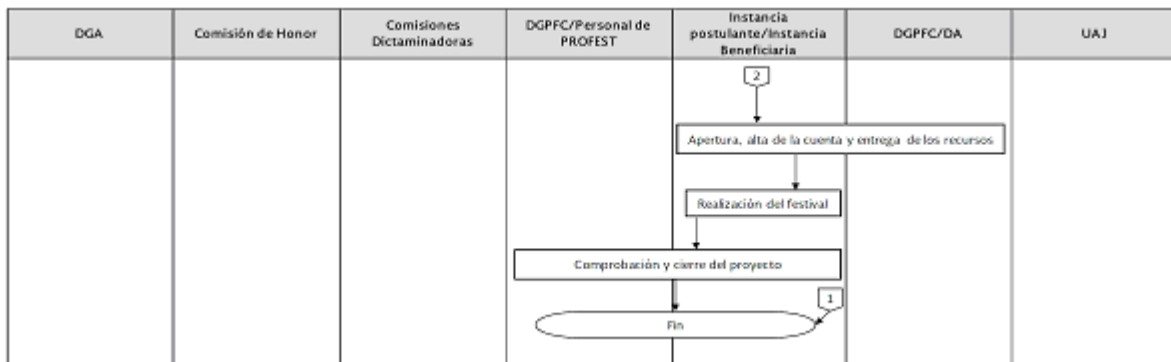 DGA
Comisión de Honor
Comisiones
Dictaminadoras
DGPFC/Personal de
PROFEST
Instancia
postulante/Instancia
Beneficiaria
DGPFC/DA
UAJ
2
Apertura, alta de la cuenta y entrega de los recursos
Realización del festival
Comprobación y cierre del proyecto
1
Fin